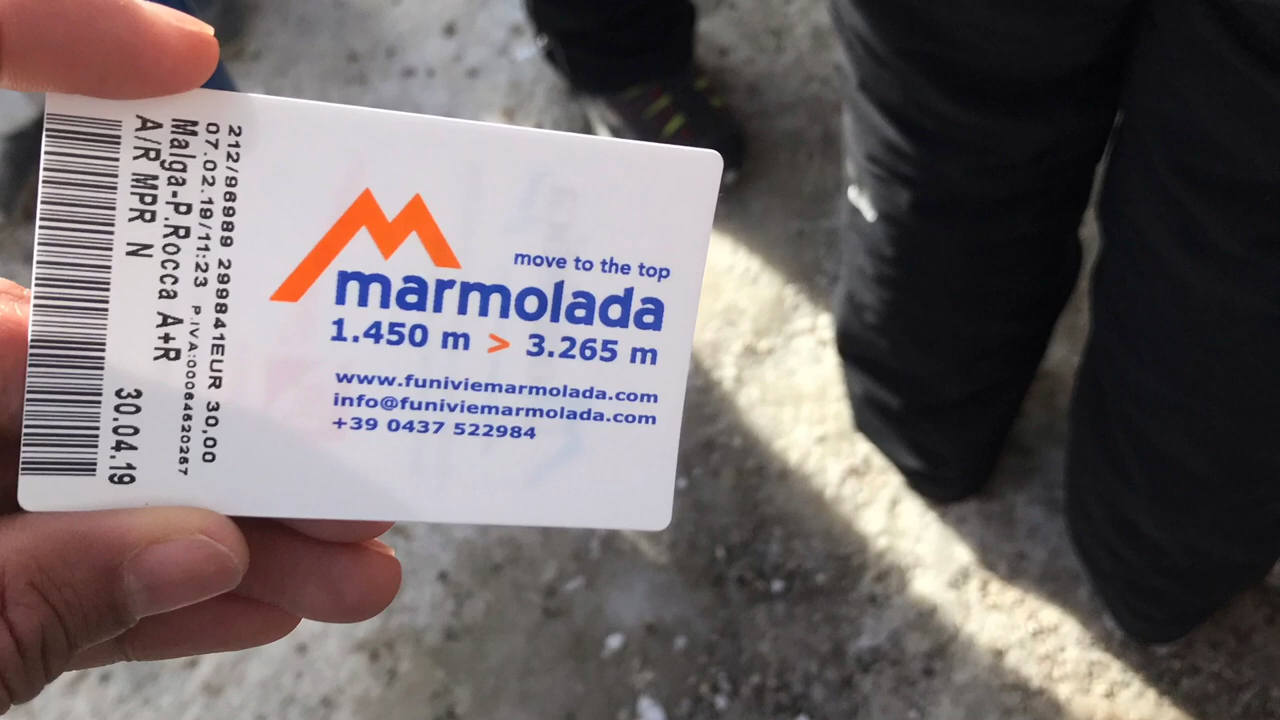 move to the top
marmolada
1.450 m > 3.265 m
www.funiviemarmolada.com
info@funiviemarmolada.com
+39 0437 522984
212/96989 299841EUR 30,00
07.02.19/11:23 P.IVA:00064520267
Malga-P.Rocca A+R
A/R MPR N 30.04.19